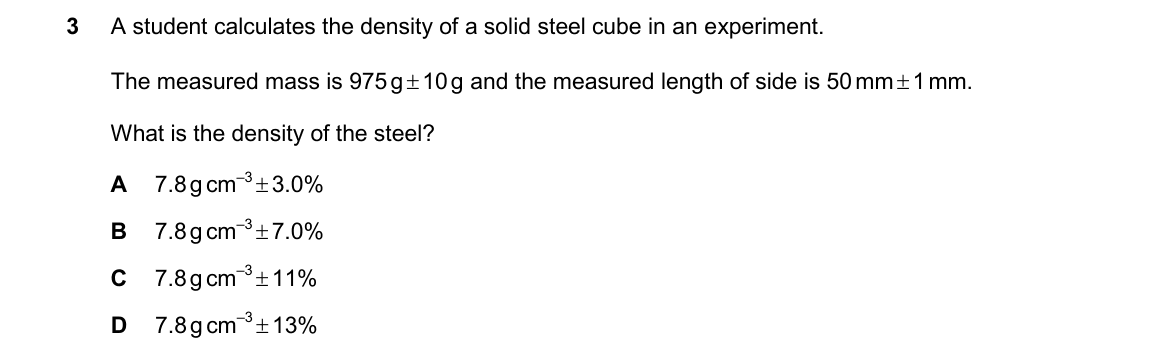 3 A student calculates the density of a solid steel cube in an experiment.
The measured mass is 975 g ± 10 g and the measured length of side is 50 mm ± 1 mm.
What is the density of the steel?
A 7.8 g cm⁻³ ± 3.0%
B 7.8 g cm⁻³ ± 7.0%
C 7.8 g cm⁻³ ± 11%
D 7.8 g cm⁻³ ± 13%